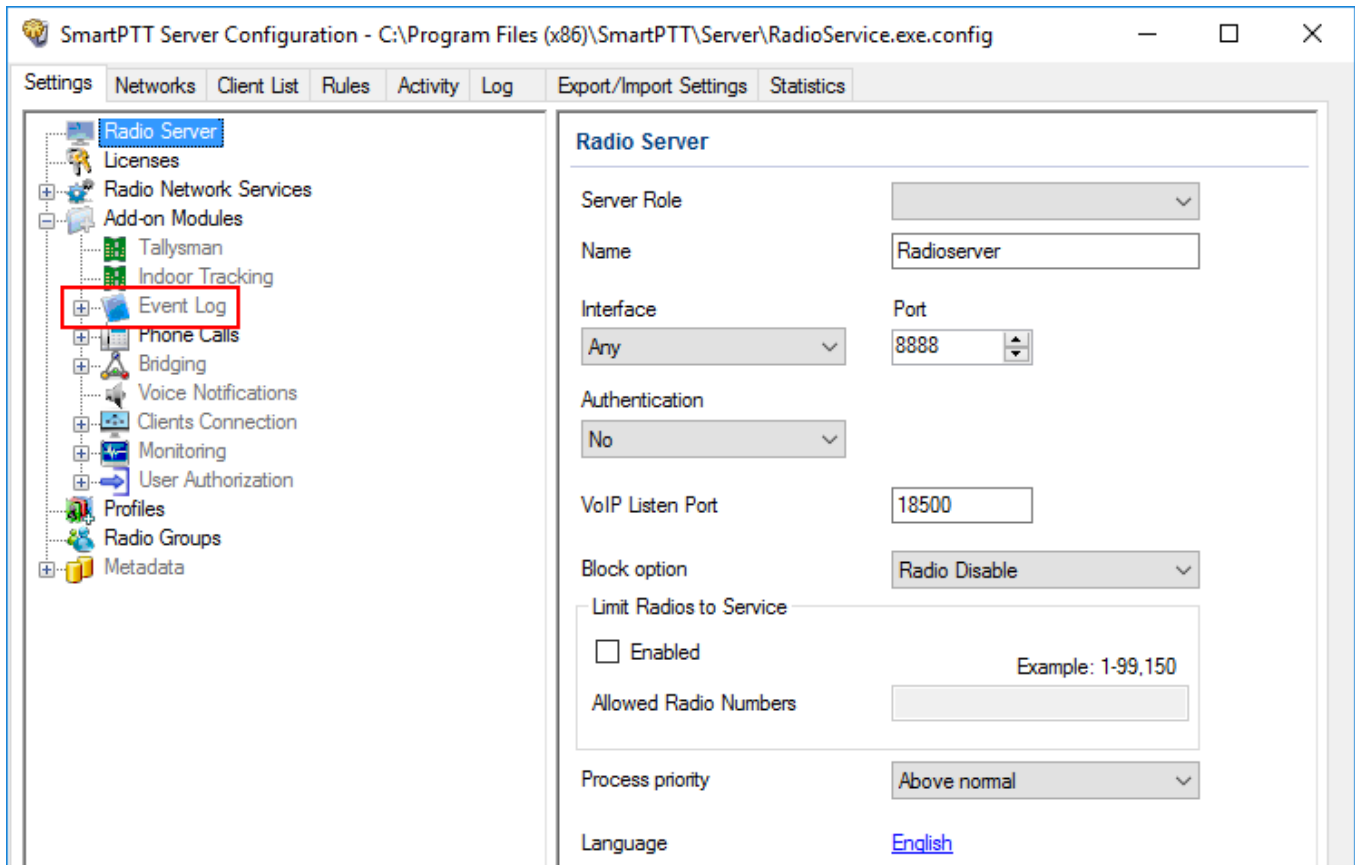 SmartPTT Server Configuration - C:\Program Files (x86)\SmartPTT\Server\RadioService.exe.config
Settings Networks Client List Rules Activity Log Export/Import Settings Statistics
Radio Server
Licenses
Radio Network Services
Add-on Modules
Tallysman
Indoor Tracking
Event Log
Phone Calls
Bridging
Voice Notifications
Clients Connection
Monitoring
User Authorization
Profiles
Radio Groups
Metadata
Radio Server
Server Role
Name Radioserver
Interface Port
Any 8888
Authentication
No
VoIP Listen Port 18500
Block option Radio Disable
Limit Radios to Service
Enabled
Example: 1-99,150
Allowed Radio Numbers
Process priority Above normal
Language English